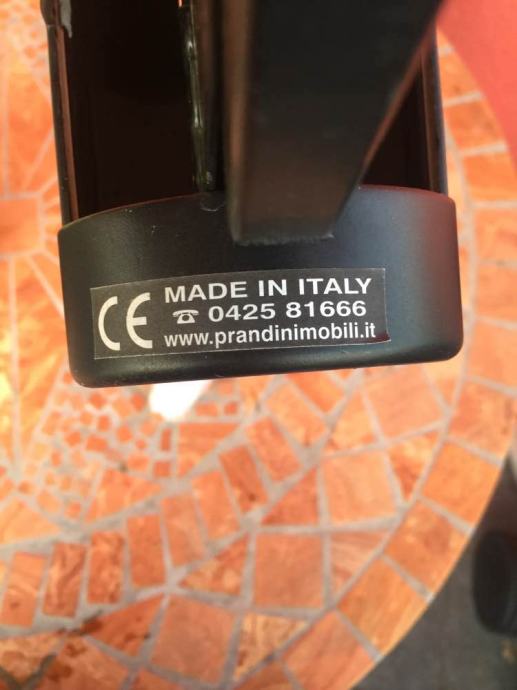 CE MADE IN ITALY
☎ 0425 81666
www.prandinimobili.it